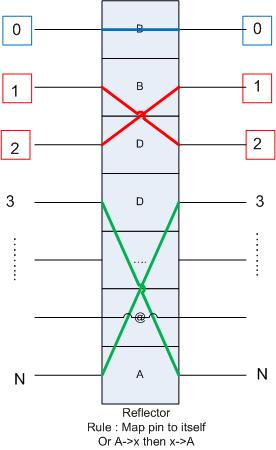 0 B 0
1 B 1
2 D 2
3 D 3
....
@
N A N
Reflector
Rule : Map pin to itself
Or A->x then x->A